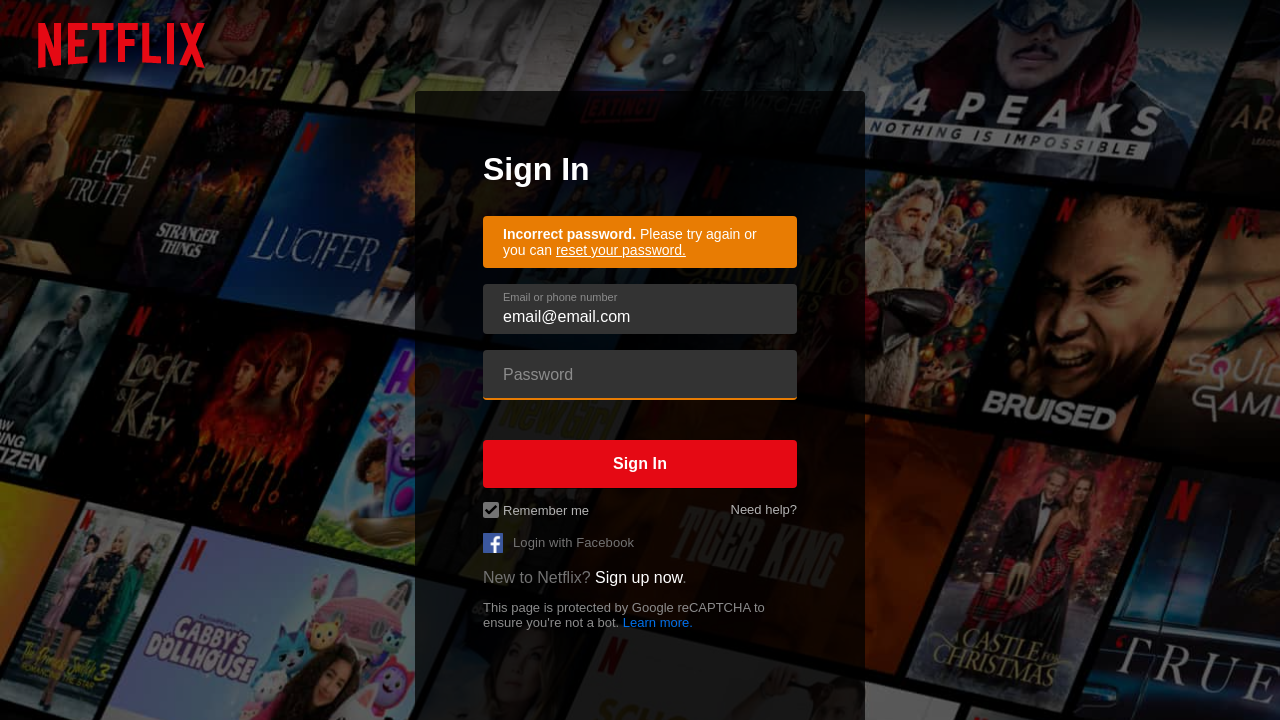 NETFLIX
HOLIDATE
EXTINCT
THE WITCHER
14 PEAKS
NOTHING IS IMPOSSIBLE
THE
WHOLE
TRUTH
STRANGER
THINGS
LUCIFER
LOCKE
& KEY
BRUISED
SQUID
GAME
TIGER KING
GABBY'S
DOLLHOUSE
A CASTLE FOR
CHRISTMAS
TRUE
Sign In
Incorrect password. Please try again or
you can reset your password.
Email or phone number
email@email.com
Password
Sign In
Remember me
Need help?
Login with Facebook
New to Netflix? Sign up now.
This page is protected by Google reCAPTCHA to
ensure you're not a bot. Learn more.